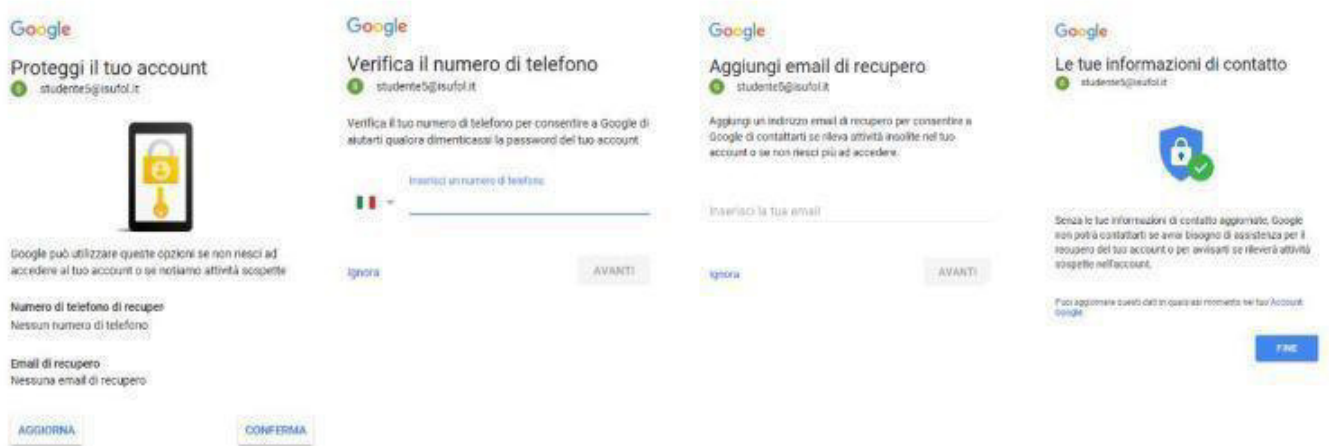 Google
Proteggi il tuo account
studente5@isufol.it
Google può utilizzare queste opzioni se non riesci ad
accedere al tuo account o se notiamo attività sospette
Numero di telefono di recuper
Nessun numero di telefono
Email di recupero
Nessuna email di recupero
AGGIORNA
CONFERMA
Google
Verifica il numero di telefono
studente5@isufol.it
Verifica il tuo numero di telefono per consentire a Google di
aiutarti qualora dimenticassi la password del tuo account
Inserisci un numero di telefono
Ignora
AVANTI
Google
Aggiungi email di recupero
studente5@isufol.it
Aggiungi un indirizzo email di recupero per consentire a
Google di contattarti se rileva attività insolite nel tuo
account o se non riesci più ad accedere.
Inserisci la tua email
Ignora
AVANTI
Google
Le tue informazioni di contatto
studente5@isufol.it
Senza le tue informazioni di contatto aggiornate, Google
non potrà contattarti se avrai bisogno di assistenza per il
recupero del tuo account o per avvisarti se rileverà attività
sospette nell'account.
Puoi aggiornare questi dati in qualsiasi momento nel tuo Account
Google
FINE